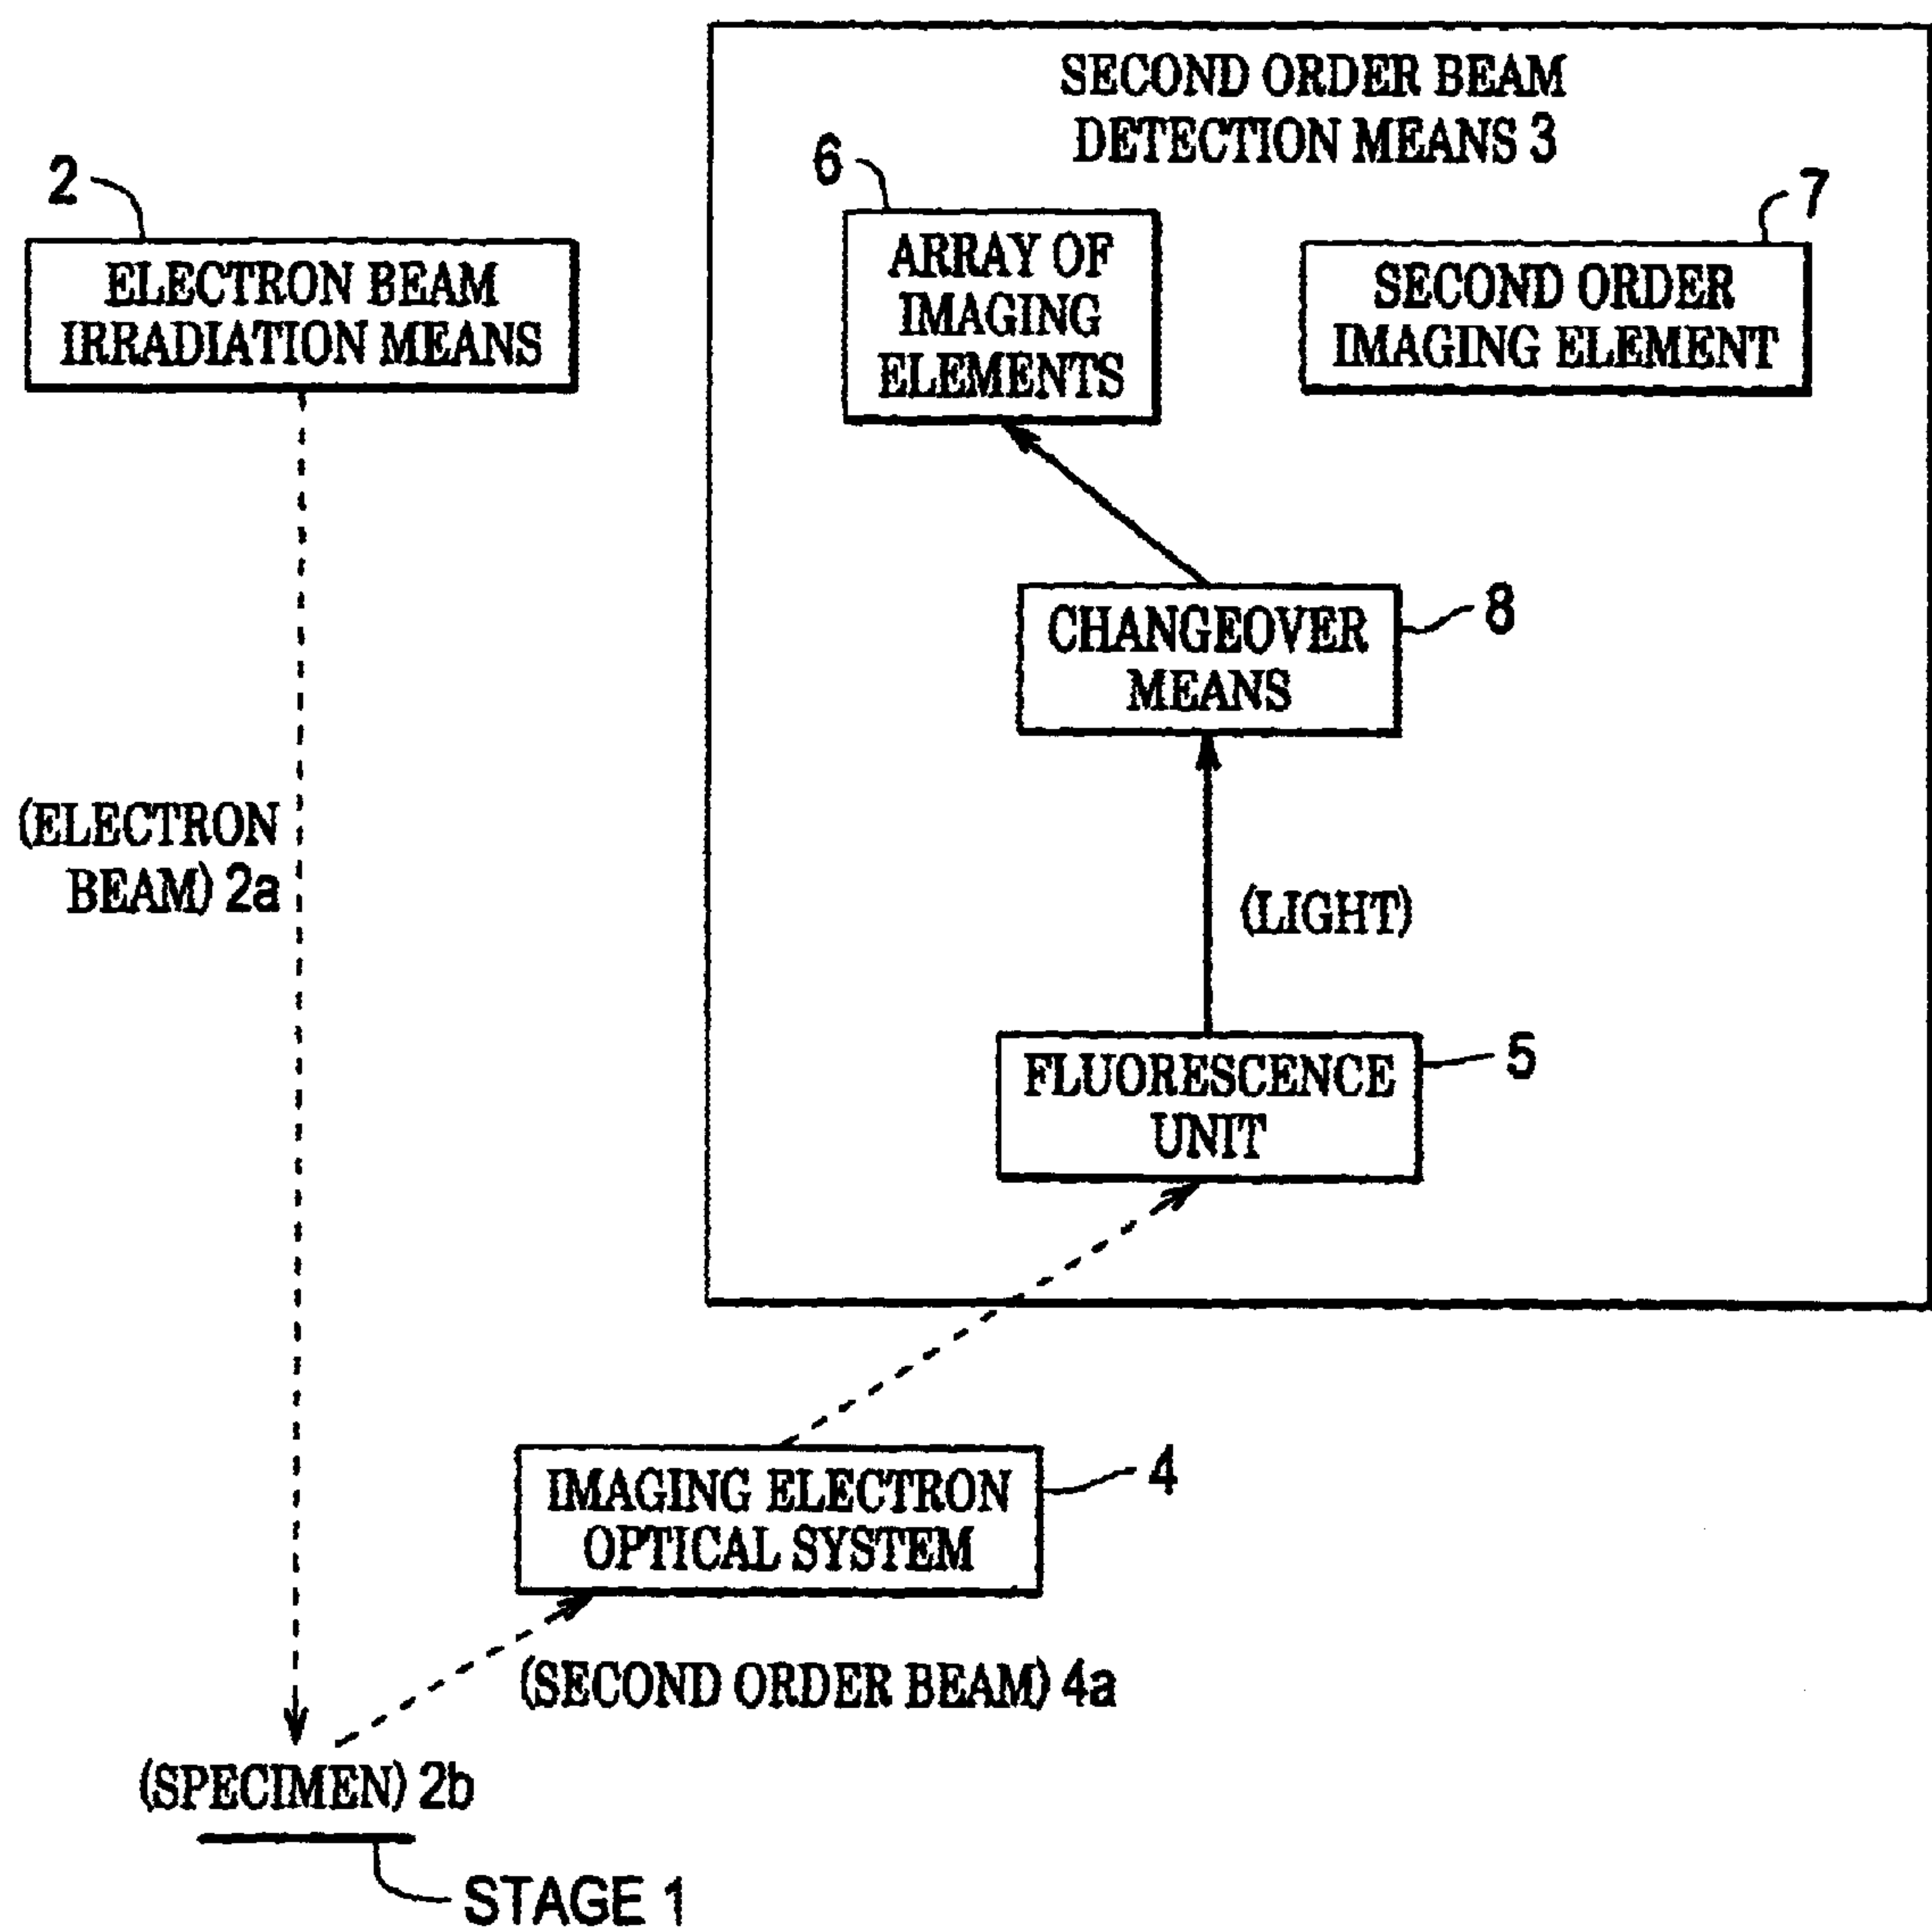 SECOND ORDER BEAM
DETECTION MEANS 3
6
2
7
ARRAY OF
IMAGING
ELEMENTS
ELECTRON BEAM
IRRADIATION MEANS
SECOND ORDER
IMAGING ELEMENT
8
CHANGEOVER
MEANS
(ELECTRON
BEAM) 2a
(LIGHT)
5
FLUORESCENCE
UNIT
4
IMAGING ELECTRON
OPTICAL SYSTEM
(SECOND ORDER BEAM) 4a
(SPECIMEN) 2b
STAGE 1